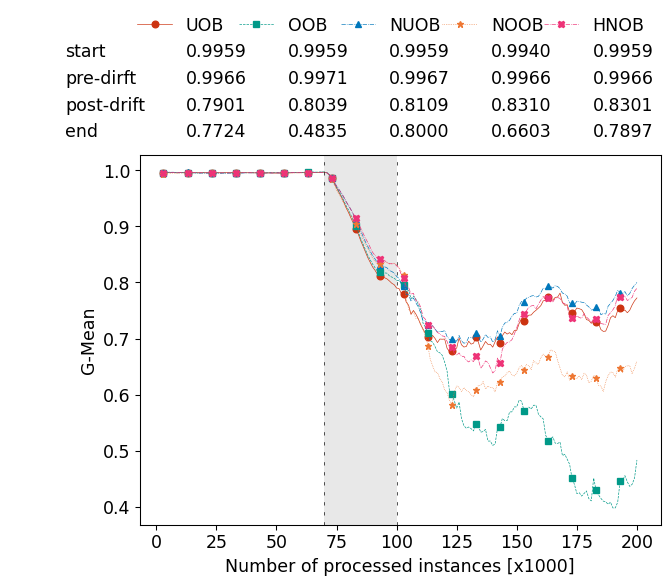 UOB OOB NUOB NOOB HNOB
start 0.9959 0.9959 0.9959 0.9940 0.9959
pre-dirft 0.9966 0.9971 0.9967 0.9966 0.9966
post-drift 0.7901 0.8039 0.8109 0.8310 0.8301
end 0.7724 0.4835 0.8000 0.6603 0.7897
1.0
0.9
0.8
0.7
0.6
0.5
0.4
G-Mean
0 25 50 75 100 125 150 175 200
Number of processed instances [x1000]